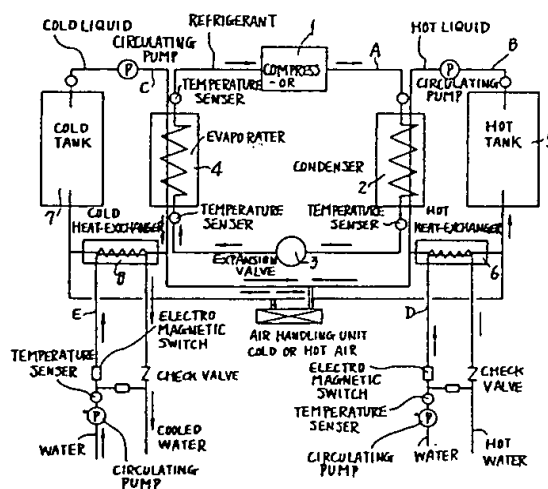 COLD LIQUID
CIRCULATING
PUMP
REFRIGERANT
1
COMPRESS
-OR
A
HOT LIQUID
B
P
C
P
CIRCULATING
PUMP
TEMPERATURE
SENSER
COLD
TANK
EVAPORATER
4
CONDENSER
2
HOT
TANK
5
7
COLD
HEAT-EXCHANGER
TEMPERATURE
SENSER
TEMPERATURE
SENSER
HOT
HEAT-EXCHANGER
3
EXPANSION
VALVE
8
6
E
D
AIR HANDLING UNIT
COLD OR HOT AIR
ELECTRO
MAGNETIC
SWITCH
TEMPERATURE
SENSER
CHECK VALVE
P
WATER
COOLED
WATER
CIRCULATING
PUMP
ELECTRO
MAGNETIC
SWITCH
CHECK
VALVE
TEMPERATURE
SENSER
P
CIRCULATING
PUMP
WATER
HOT
WATER